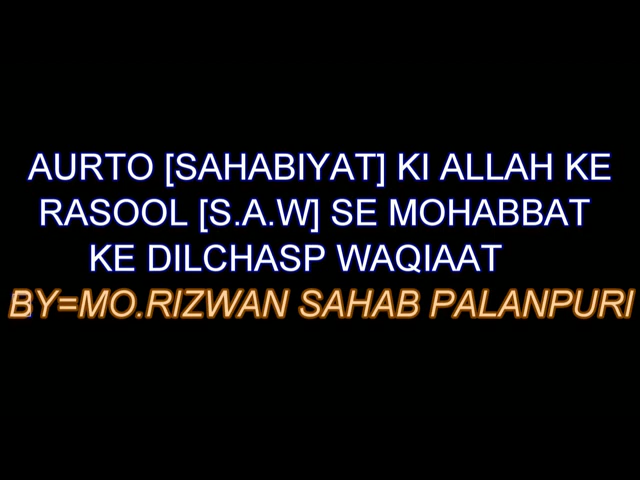 AURTO [SAHABIYAT] KI ALLAH KE
RASOOL [S.A.W] SE MOHABBAT
KE DILCHASP WAQIAAT
BY=MO.RIZWAN SAHAB PALANPURI